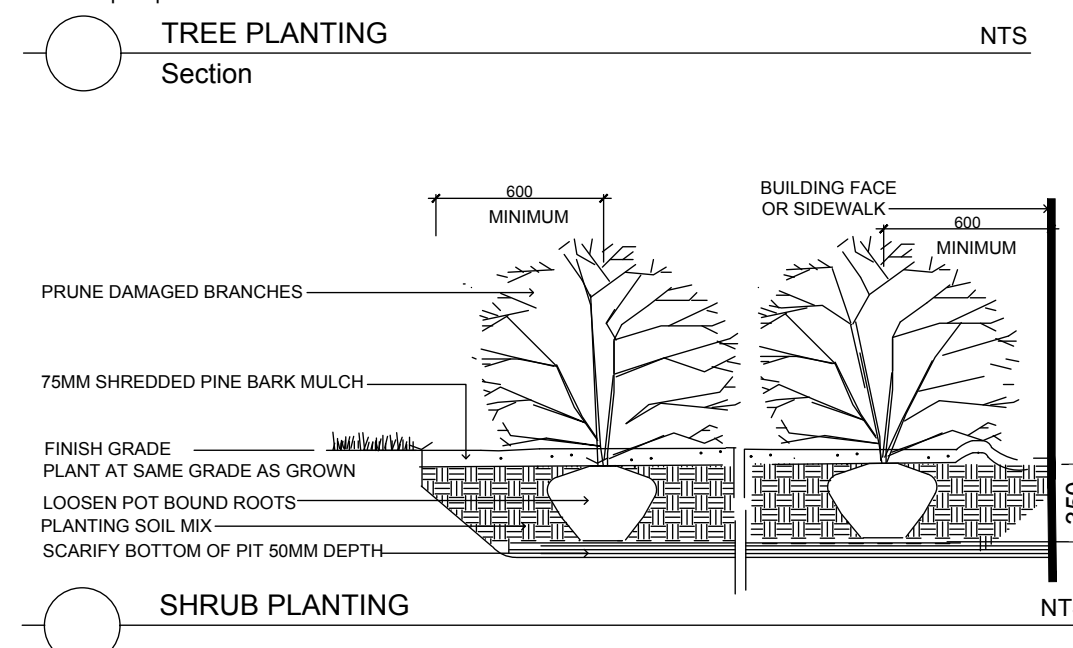 TREE PLANTING
NTS
Section
600
MINIMUM
BUILDING FACE
OR SIDEWALK
600
MINIMUM
PRUNE DAMAGED BRANCHES
75MM SHREDDED PINE BARK MULCH
FINISH GRADE
PLANT AT SAME GRADE AS GROWN
LOOSEN POT BOUND ROOTS
PLANTING SOIL MIX
SCARIFY BOTTOM OF PIT 50MM DEPTH
SHRUB PLANTING